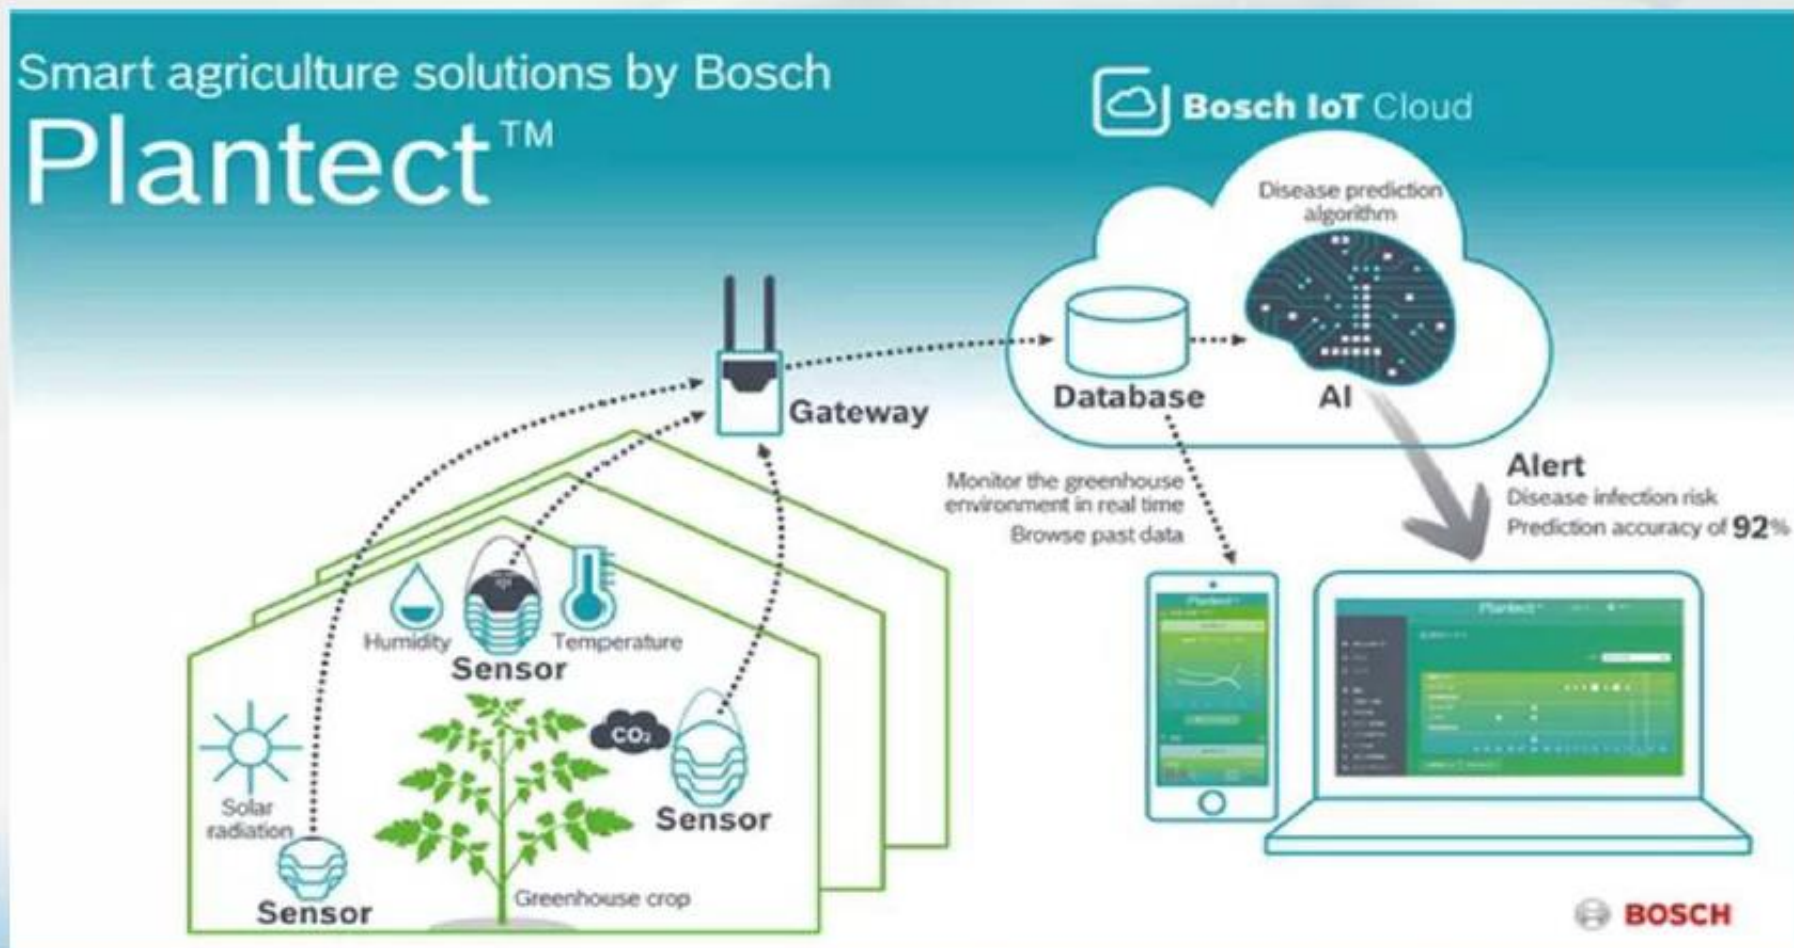 Smart agriculture solutions by Bosch
Plantect™
Bosch IoT Cloud
Disease prediction
algorithm
Database
AI
Gateway
Monitor the greenhouse
environment in real time
Browse past data
Alert
Disease infection risk
Prediction accuracy of 92%
Humidity
Temperature
Sensor
Solar
radiation
CO₂
Sensor
Sensor
Greenhouse crop
Plantect
Plantect
BOSCH